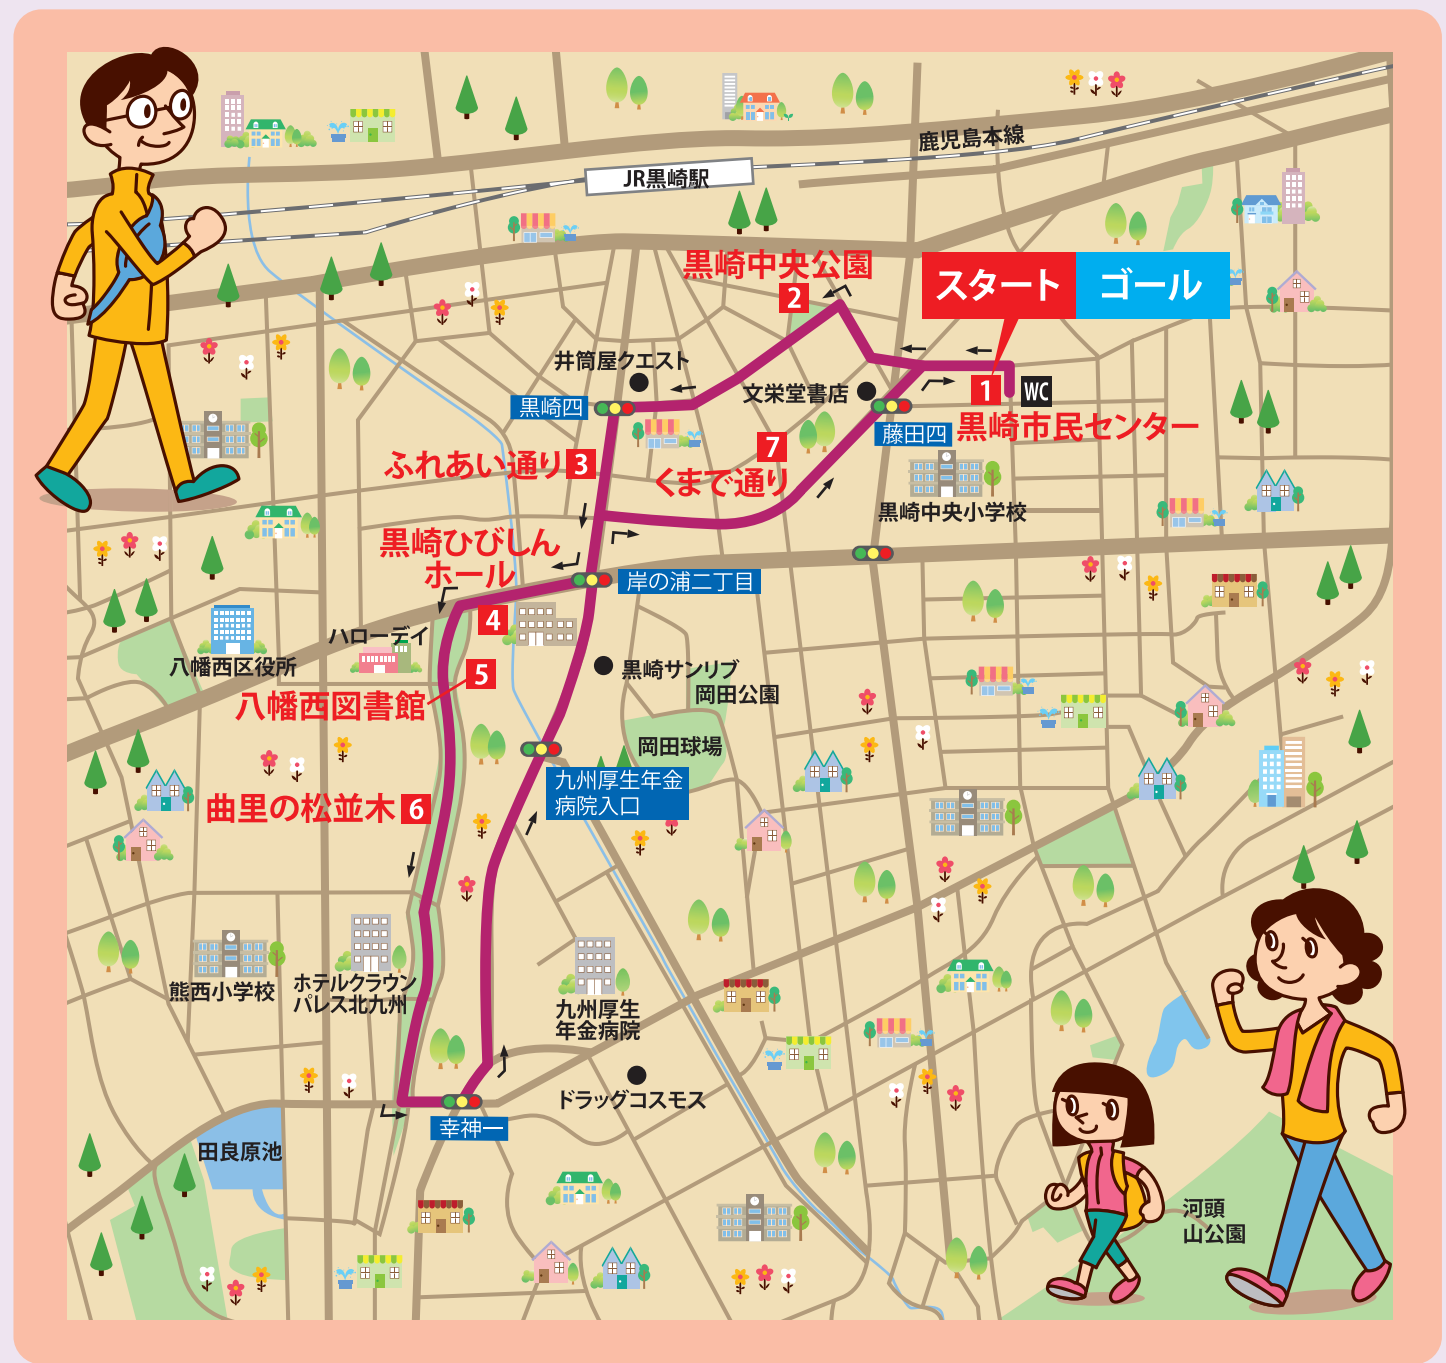 鹿児島本線
JR黒崎駅
黒崎中央公園
2
スタート
ゴール
井筒屋クエスト
文栄堂書店
1
WC
黒崎四
藤田四
黒崎市民センター
ふれあい通り 3
7
くまで通り
黒崎中央小学校
黒崎ひびしん
ホール
岸の浦二丁目
4
ハローデイ
八幡西区役所
5
黒崎サンリブ
岡田公園
八幡西図書館
岡田球場
九州厚生年金
病院入口
曲里の松並木 6
熊西小学校
ホテルクラウン
パレス北九州
九州厚生
年金病院
ドラッグコスモス
幸神一
田良原池
河頭
山公園